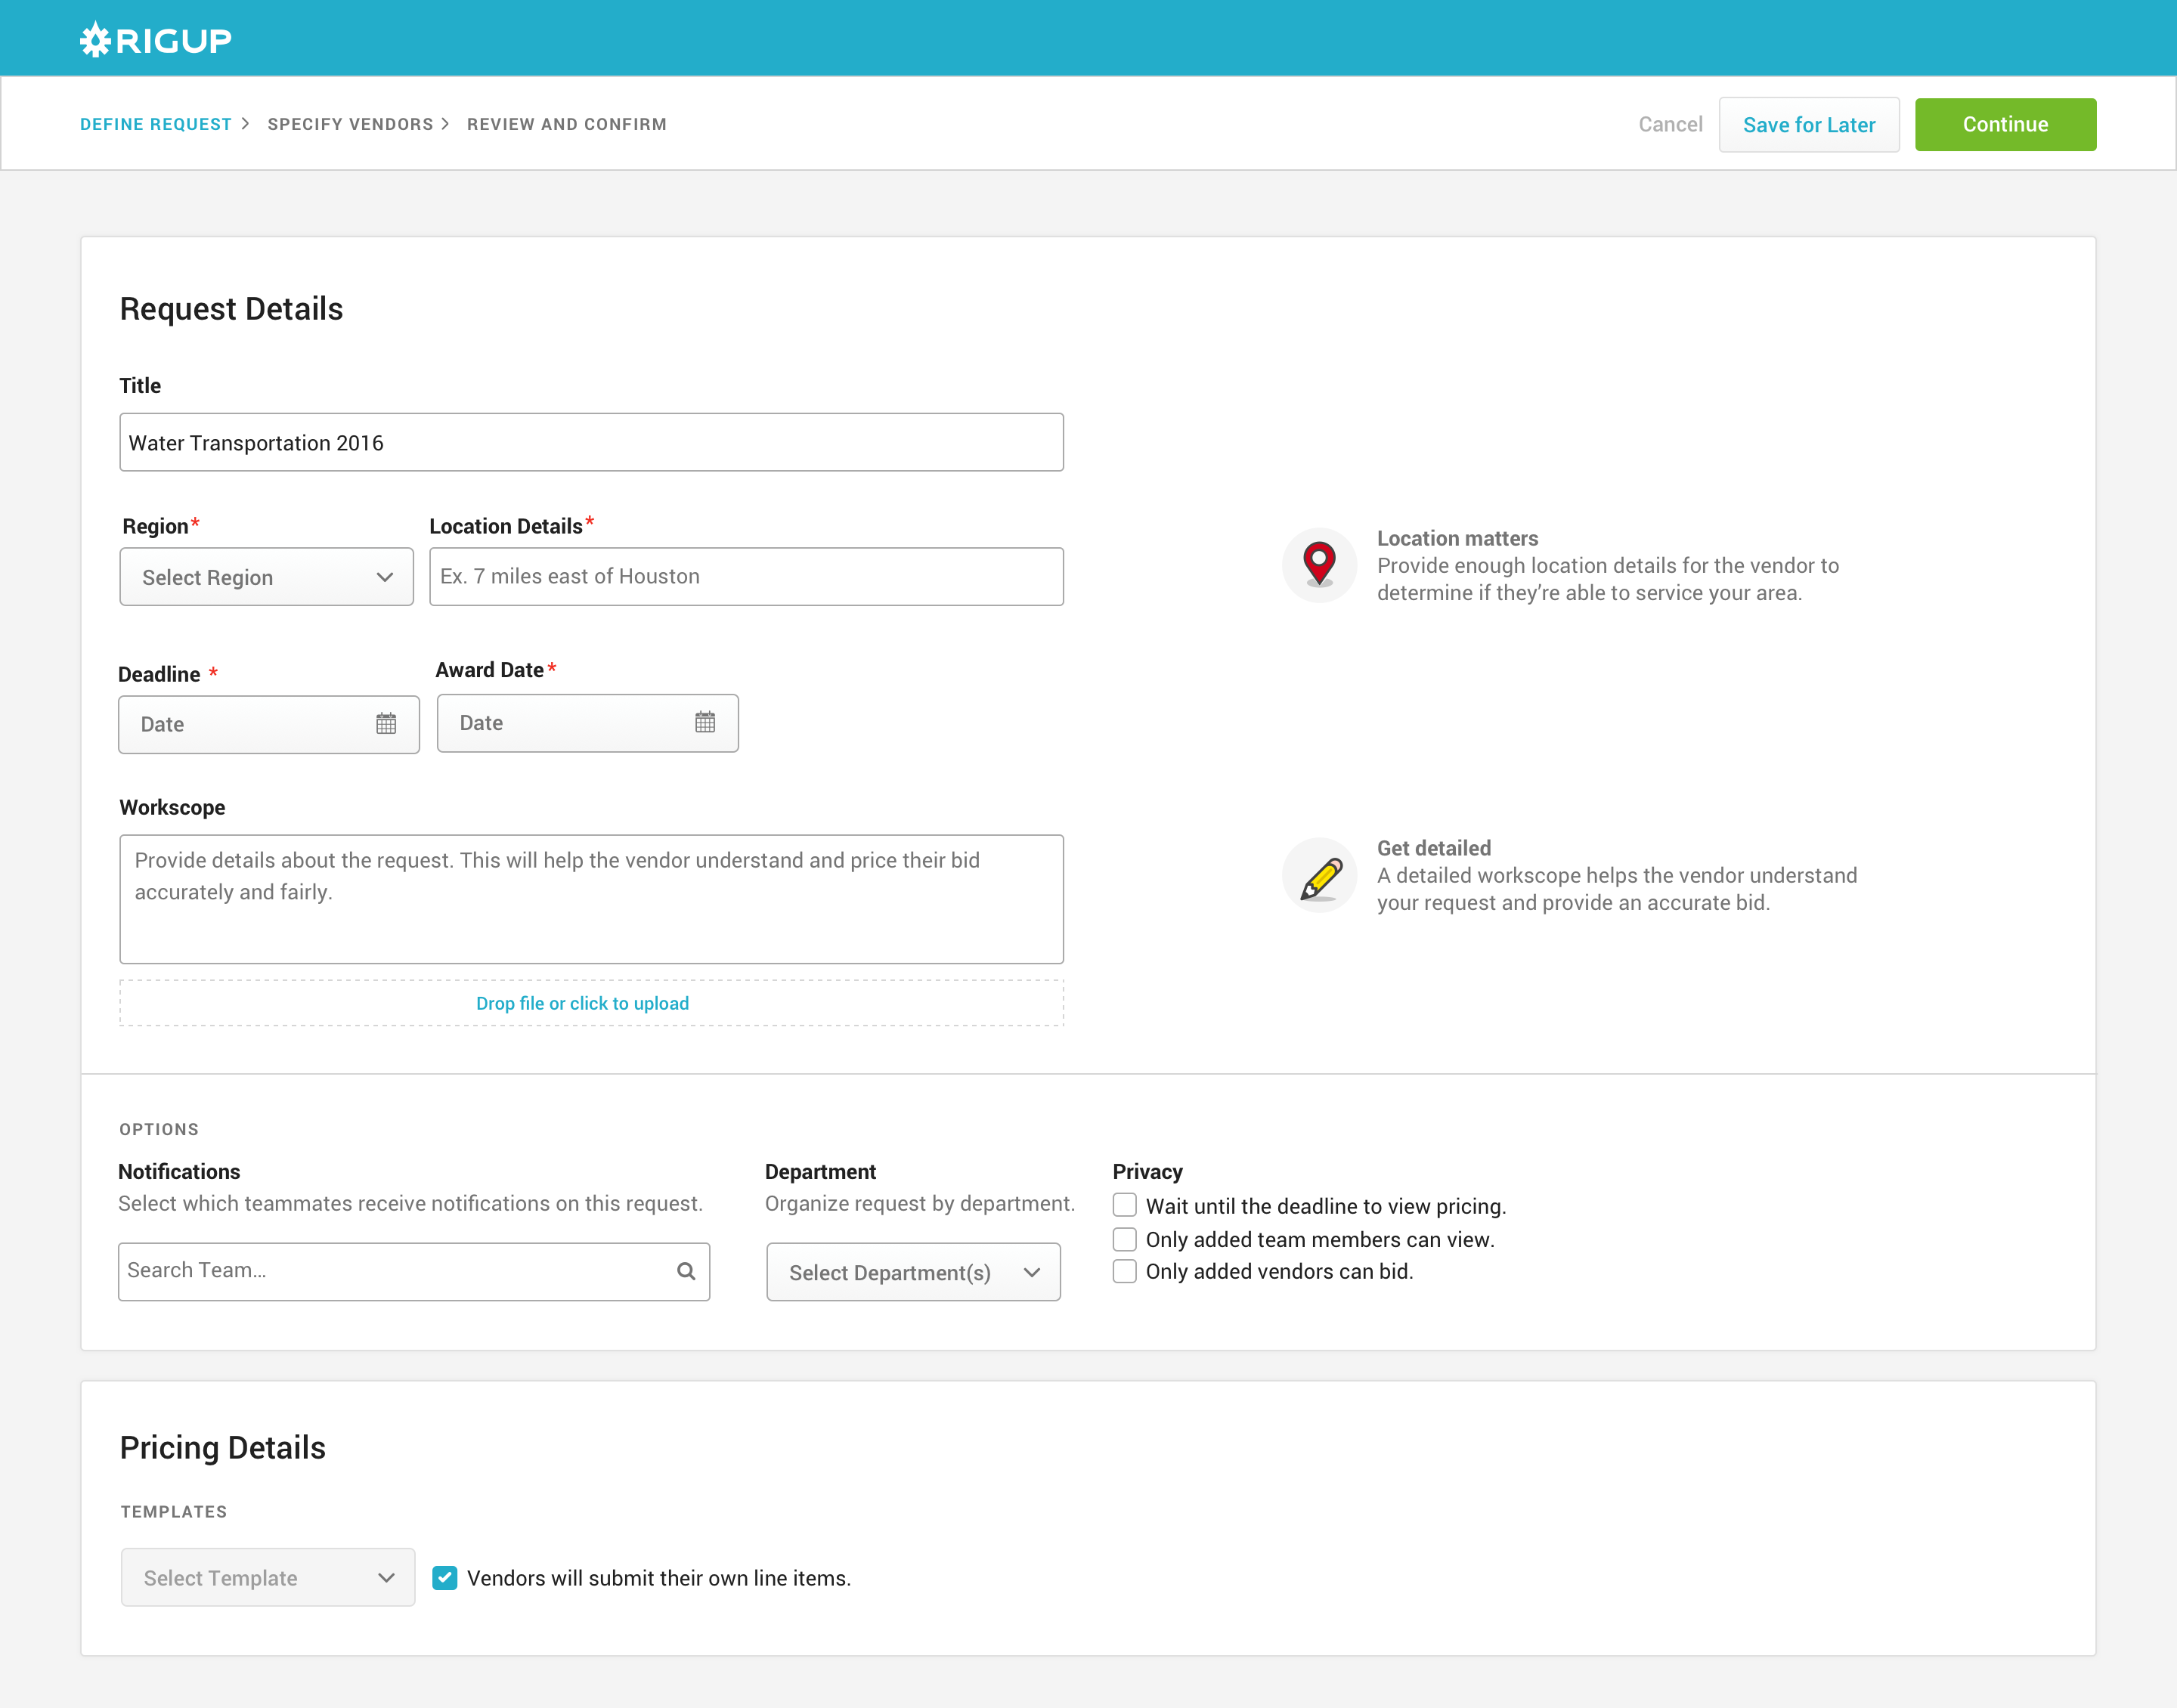 RIGUP
DEFINE REQUEST > SPECIFY VENDORS > REVIEW AND CONFIRM
Cancel
Save for Later
Continue
Request Details
Title
Water Transportation 2016
Region*
Location Details*
Select Region
Ex. 7 miles east of Houston
Location matters
Provide enough location details for the vendor to
determine if they’re able to service your area.
Deadline *
Award Date*
Date
Date
Workscope
Provide details about the request. This will help the vendor understand and price their bid
accurately and fairly.
Get detailed
A detailed workscope helps the vendor understand
your request and provide an accurate bid.
Drop file or click to upload
OPTIONS
Notifications
Select which teammates receive notifications on this request.
Search Team...
Department
Organize request by department.
Select Department(s)
Privacy
Wait until the deadline to view pricing.
Only added team members can view.
Only added vendors can bid.
Pricing Details
TEMPLATES
Select Template
Vendors will submit their own line items.